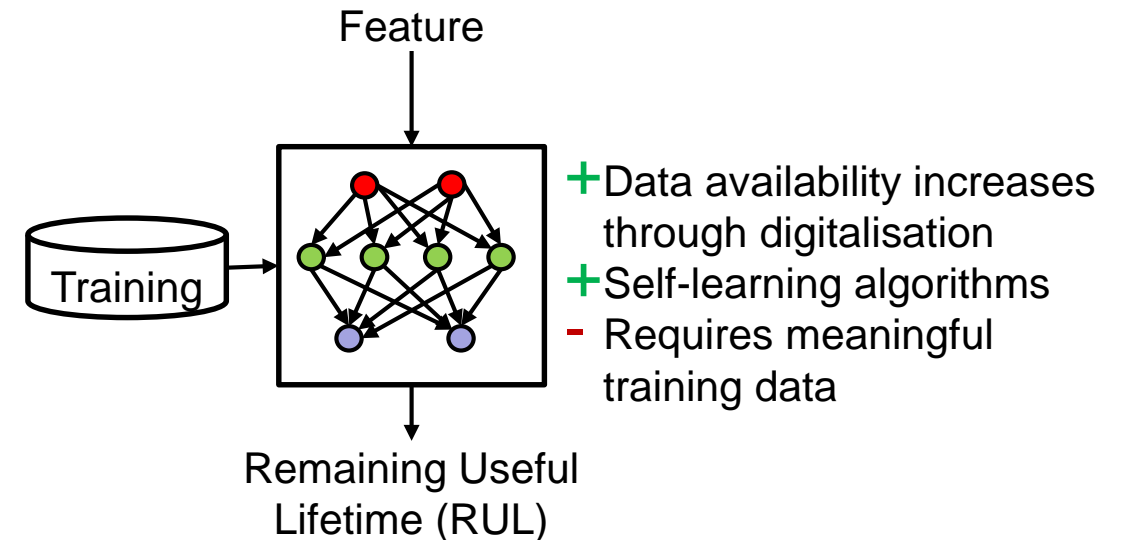 Feature
Training
+Data availability increases
through digitalisation
+Self-learning algorithms
- Requires meaningful
training data
Remaining Useful
Lifetime (RUL)